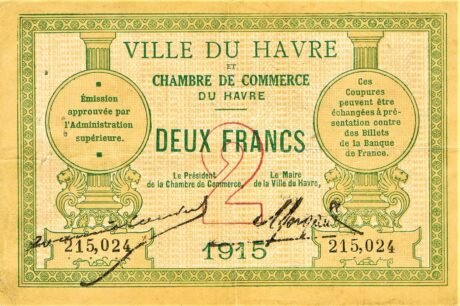 VILLE DU HAVRE
ET
CHAMBRE DE COMMERCE
DU HAVRE
Émission
approuvée par
l'Administration
supérieure.
Ces
Coupures
peuvent être
échangées à pré-
sentation contre
des Billets
de la Banque
de France.
DEUX FRANCS
2
Le Président
de la Chambre de Commerce,
Le Maire
de la Ville du Havre,
215,024
1915
215,024